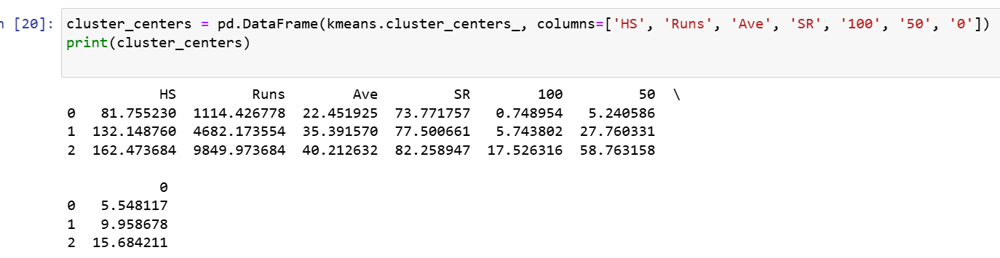 n [20]: cluster_centers = pd.DataFrame(kmeans.cluster_centers_, columns=['HS', 'Runs', 'Ave', 'SR', '100', '50', '0'])
print(cluster_centers)
HS Runs Ave SR 100 50 \
0 81.755230 1114.426778 22.451925 73.771757 0.748954 5.240586
1 132.148760 4682.173554 35.391570 77.500661 5.743802 27.760331
2 162.473684 9849.973684 40.212632 82.258947 17.526316 58.763158
0
0 5.548117
1 9.958678
2 15.684211